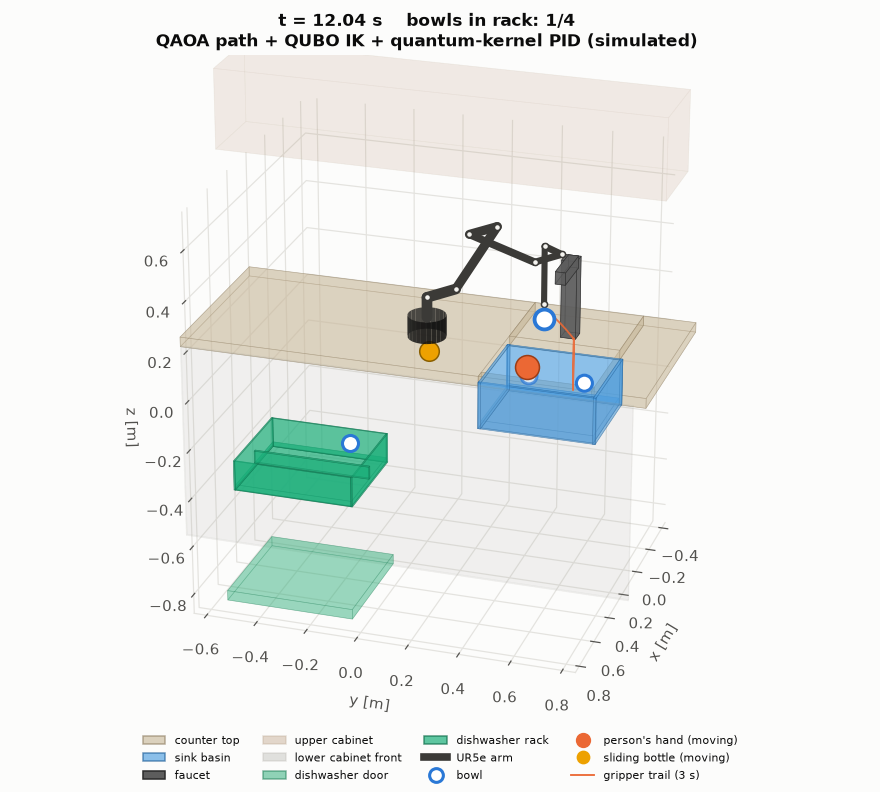 t = 12.04 s    bowls in rack: 1/4
QAOA path + QUBO IK + quantum-kernel PID (simulated)
0.6
0.4
0.2
0.0
−0.2
−0.4
−0.6
−0.8
z [m]
−0.6
−0.4
−0.2
0.0
0.2
0.4
0.6
0.8
y [m]
−0.4
−0.2
0.0
0.2
0.4
0.6
0.8
x [m]
counter top
sink basin
faucet
upper cabinet
lower cabinet front
dishwasher door
dishwasher rack
UR5e arm
bowl
person's hand (moving)
sliding bottle (moving)
gripper trail (3 s)